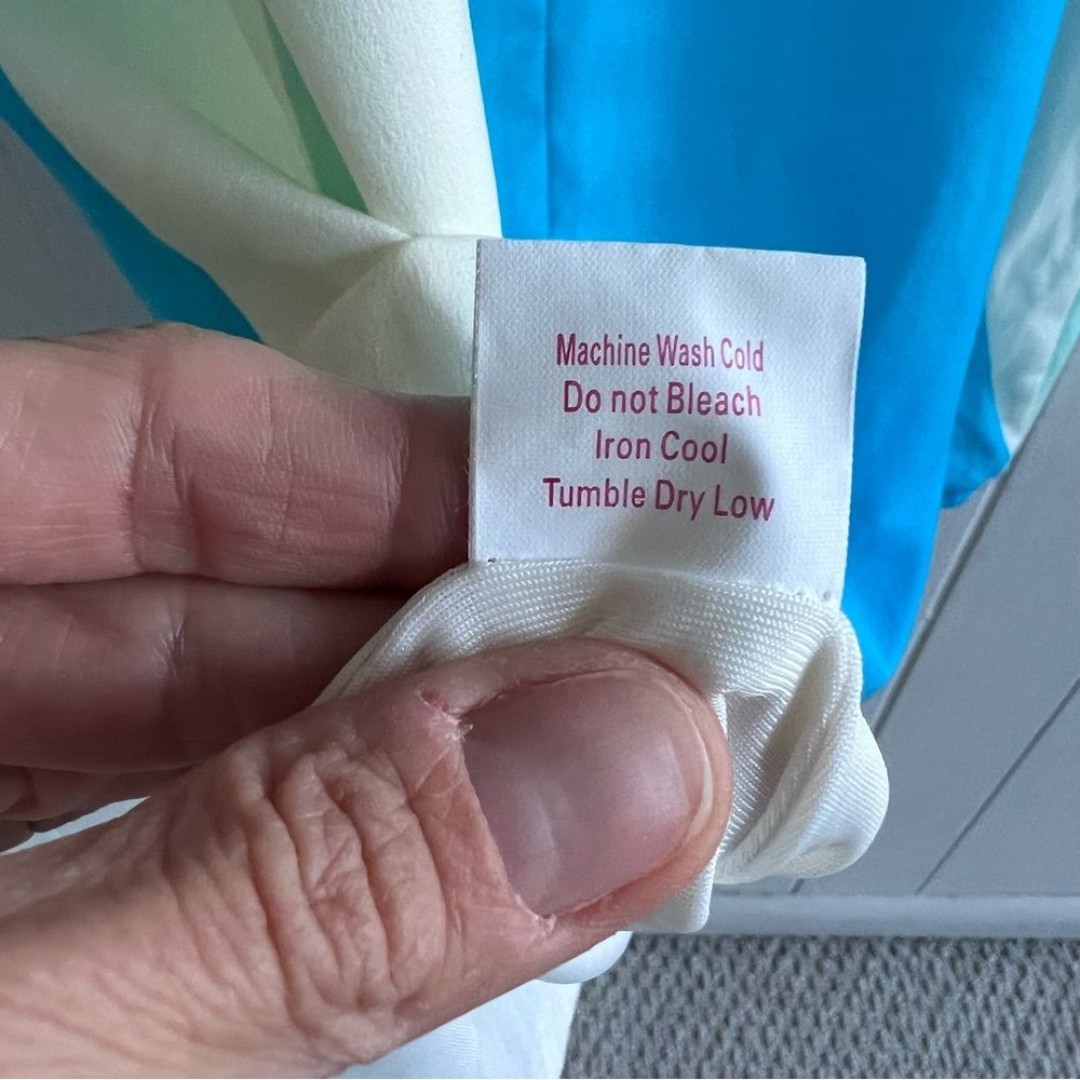 Machine Wash Cold
Do not Bleach
Iron Cool
Tumble Dry Low